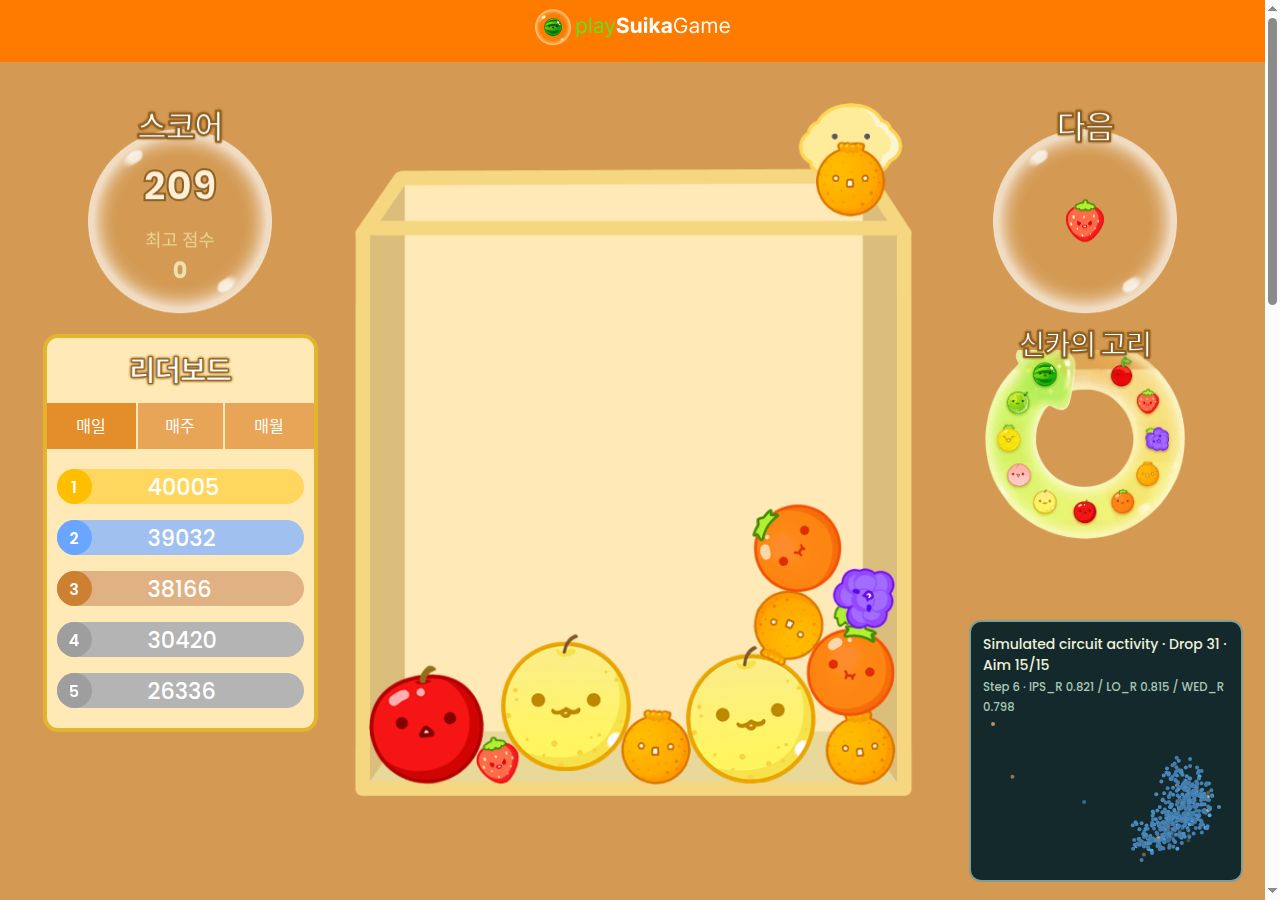 playSuikaGame
스코어
209
최고 점수
0
다음
리더보드
매일 매주 매월
1 40005
2 39032
3 38166
4 30420
5 26336
신카의 고리
Simulated circuit activity · Drop 31 ·
Aim 15/15
Step 6 · IPS_R 0.821 / LO_R 0.815 / WED_R
0.798